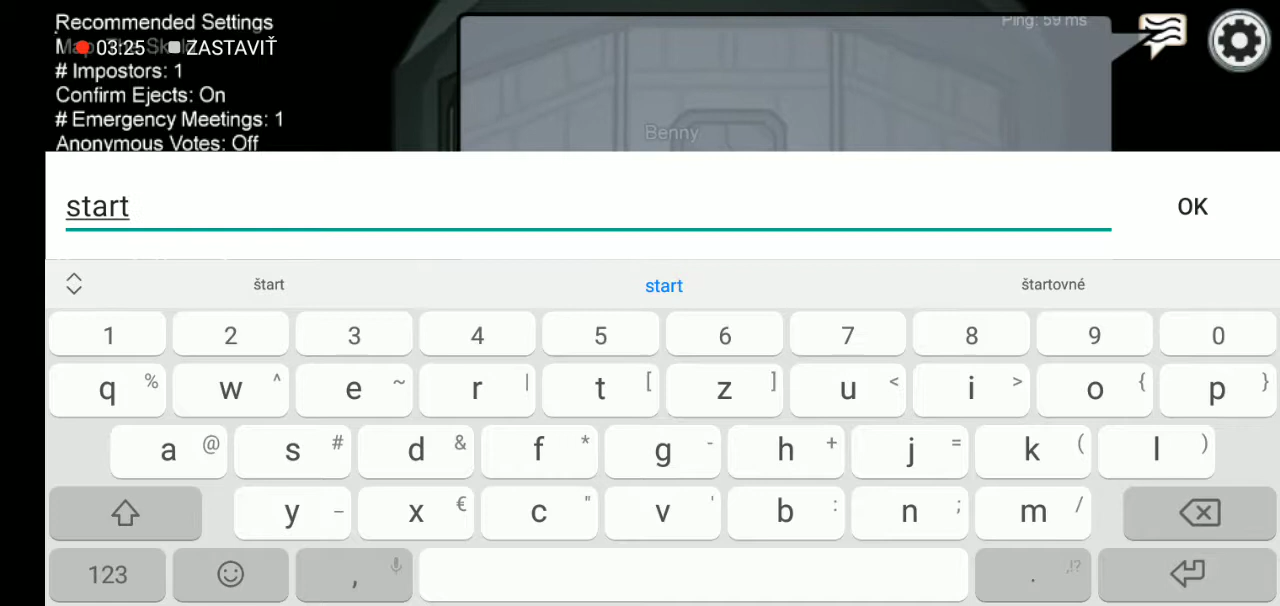 Recommended Settings
Ping: 59 ms
03:25 ZASTAVIŤ
# Impostors: 1
Confirm Ejects: On
# Emergency Meetings: 1
Anonymous Votes: Off
Benny
start
OK
štart start štartovné
1 2 3 4 5 6 7 8 9 0
q % w ^ e ~ r | t [ z ] u < i > o { p }
a @ s # d & f * g - h + j = k ( l )
y _ x € c " v ' b : n ; m /
123 , . ,!?